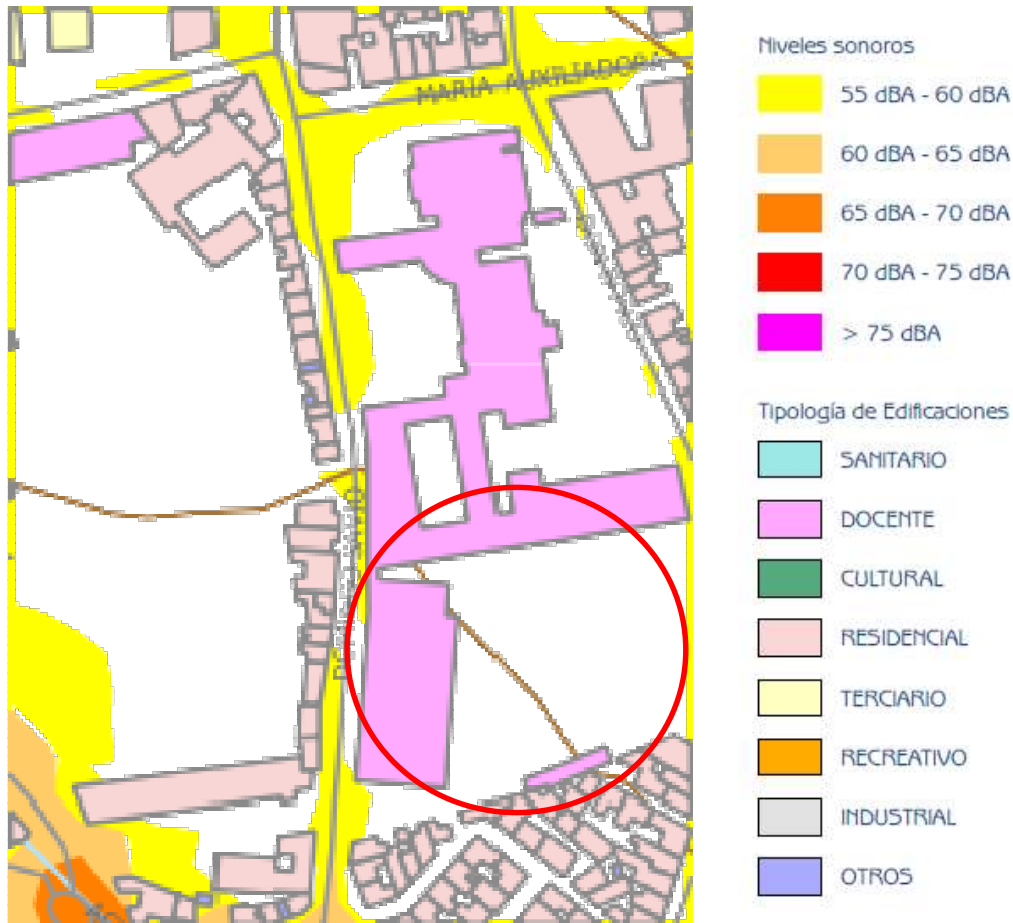 MARIA AUXILIADORA
Niveles sonoros
55 dBA - 60 dBA
60 dBA - 65 dBA
65 dBA - 70 dBA
70 dBA - 75 dBA
> 75 dBA
Tipología de Edificaciones
SANITARIO
DOCENTE
CULTURAL
RESIDENCIAL
TERCIARIO
RECREATIVO
INDUSTRIAL
OTROS